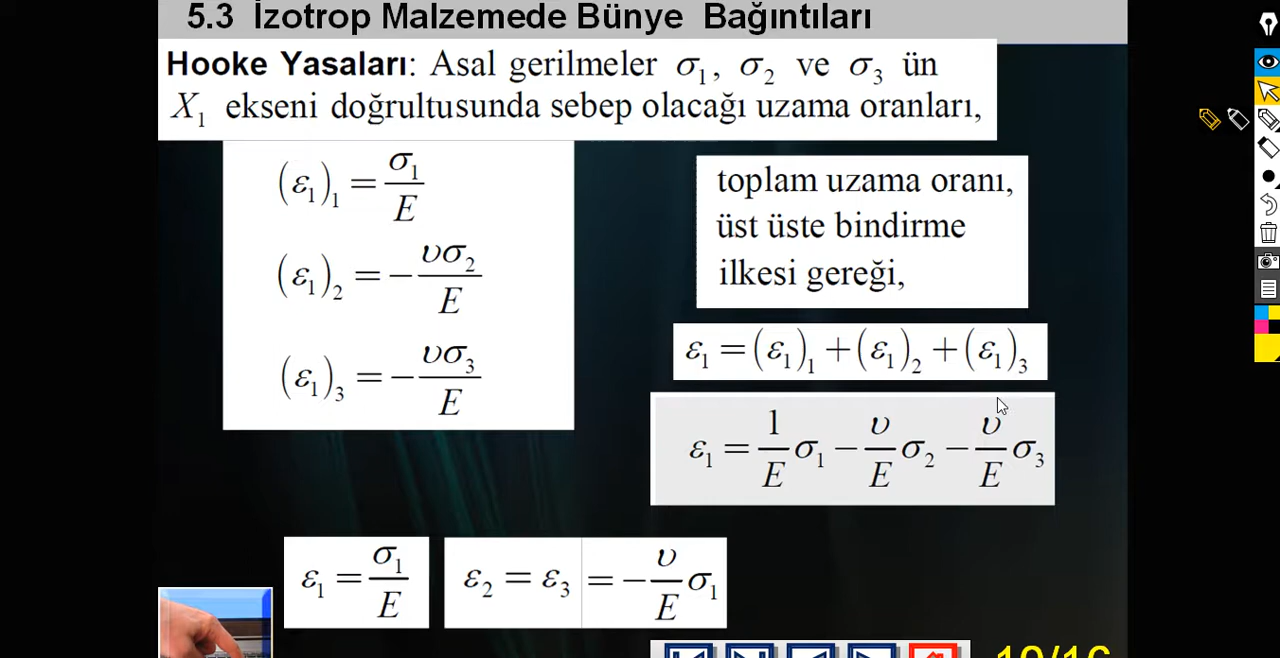 5.3 İzotrop Malzemede Bünye Bağıntıları
Hooke Yasaları: Asal gerilmeler σ₁, σ₂ ve σ₃ ün
X₁ ekseni doğrultusunda sebep olacağı uzama oranları,
(ε₁)₁ = σ₁/E
(ε₁)₂ = −υσ₂/E
(ε₁)₃ = −υσ₃/E
toplam uzama oranı,
üst üste bindirme
ilkesi gereği,
ε₁ = (ε₁)₁ + (ε₁)₂ + (ε₁)₃
ε₁ = 1/E σ₁ − υ/E σ₂ − υ/E σ₃
ε₁ = σ₁/E
ε₂ = ε₃ = −υ/E σ₁